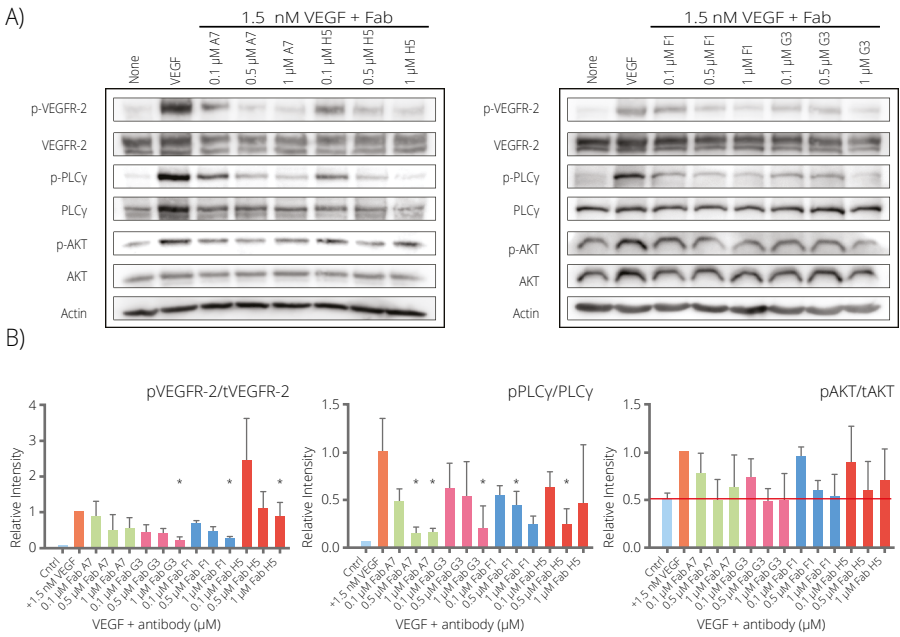 A)
1.5 nM VEGF + Fab
None
VEGF
0.1 µM A7
0.5 µM A7
1 µM A7
0.1 µM H5
0.5 µM H5
1 µM H5
p-VEGFR-2
VEGFR-2
p-PLCγ
PLCγ
p-AKT
AKT
Actin
1.5 nM VEGF + Fab
None
VEGF
0.1 µM F1
0.5 µM F1
1 µM F1
0.1 µM G3
0.5 µM G3
1 µM G3
p-VEGFR-2
VEGFR-2
p-PLCγ
PLCγ
p-AKT
AKT
Actin
B)
pVEGFR-2/tVEGFR-2
Relative Intensity
4
3
2
1
0
* * *
Cntrl
+1.5 nM VEGF
0.1 µM Fab A7
0.5 µM Fab A7
1 µM Fab A7
0.1 µM Fab G3
0.5 µM Fab G3
1 µM Fab G3
0.1 µM Fab F1
0.5 µM Fab F1
1 µM Fab F1
0.1 µM Fab H5
0.5 µM Fab H5
1 µM Fab H5
VEGF + antibody (µM)
pPLCγ/PLCγ
Relative Intensity
1.5
1.0
0.5
0.0
* * * * *
Cntrl
+1.5 nM VEGF
0.1 µM Fab A7
0.5 µM Fab A7
1 µM Fab A7
0.1 µM Fab G3
0.5 µM Fab G3
1 µM Fab G3
0.1 µM Fab F1
0.5 µM Fab F1
1 µM Fab F1
0.1 µM Fab H5
0.5 µM Fab H5
1 µM Fab H5
VEGF + antibody (µM)
pAKT/tAKT
Relative Intensity
1.5
1.0
0.5
0.0
Cntrl
+1.5 nM VEGF
0.1 µM Fab A7
0.5 µM Fab A7
1 µM Fab A7
0.1 µM Fab G3
0.5 µM Fab G3
1 µM Fab G3
0.1 µM Fab F1
0.5 µM Fab F1
1 µM Fab F1
0.1 µM Fab H5
0.5 µM Fab H5
1 µM Fab H5
VEGF + antibody (µM)